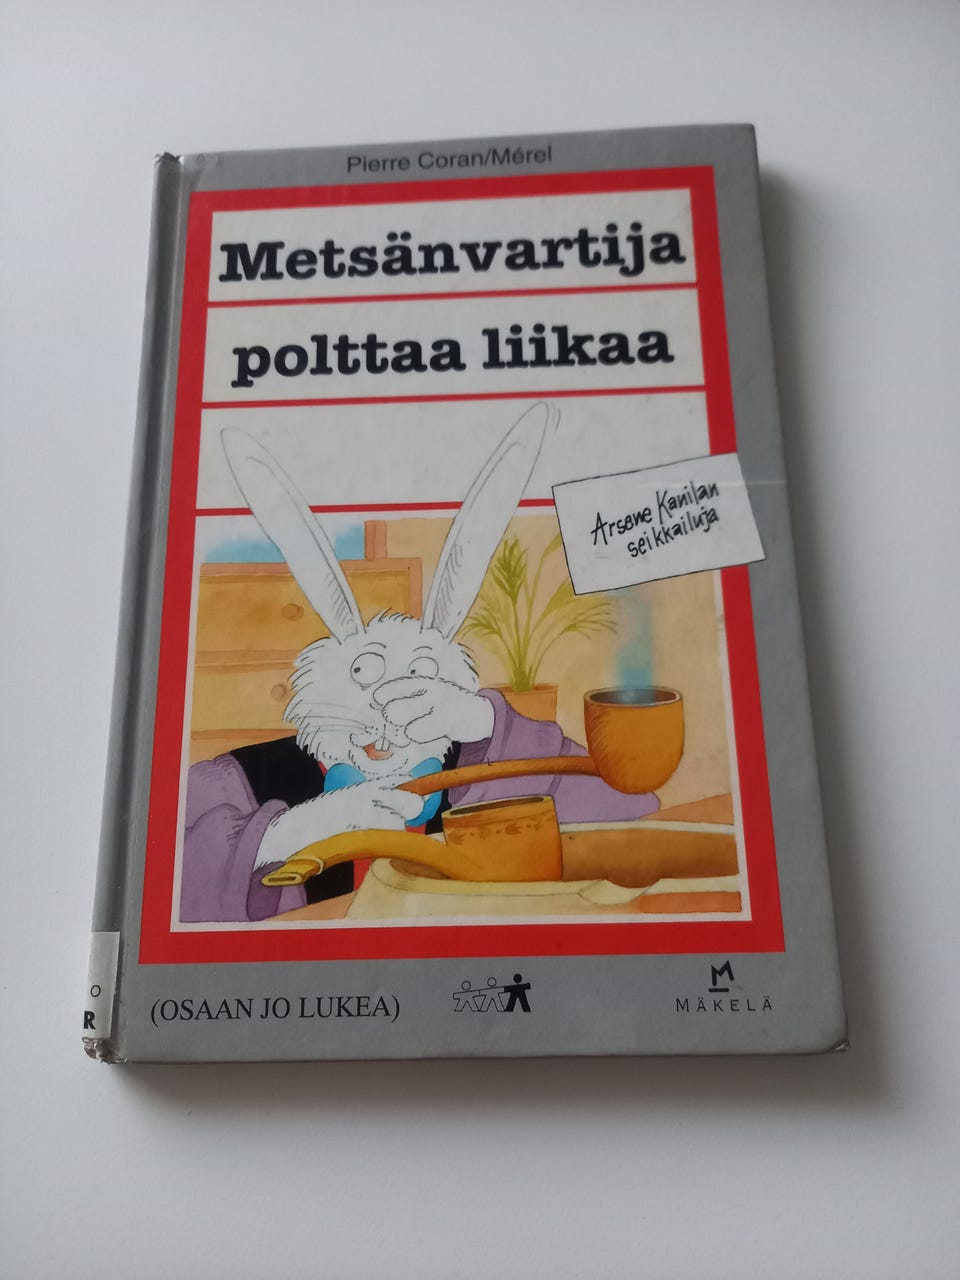 Pierre Coran/Mérel
Metsänvartija
polttaa liikaa
Arsene Kanilan
seikkailuja
O
R
(OSAAN JO LUKEA)
M
MÄKELÄ